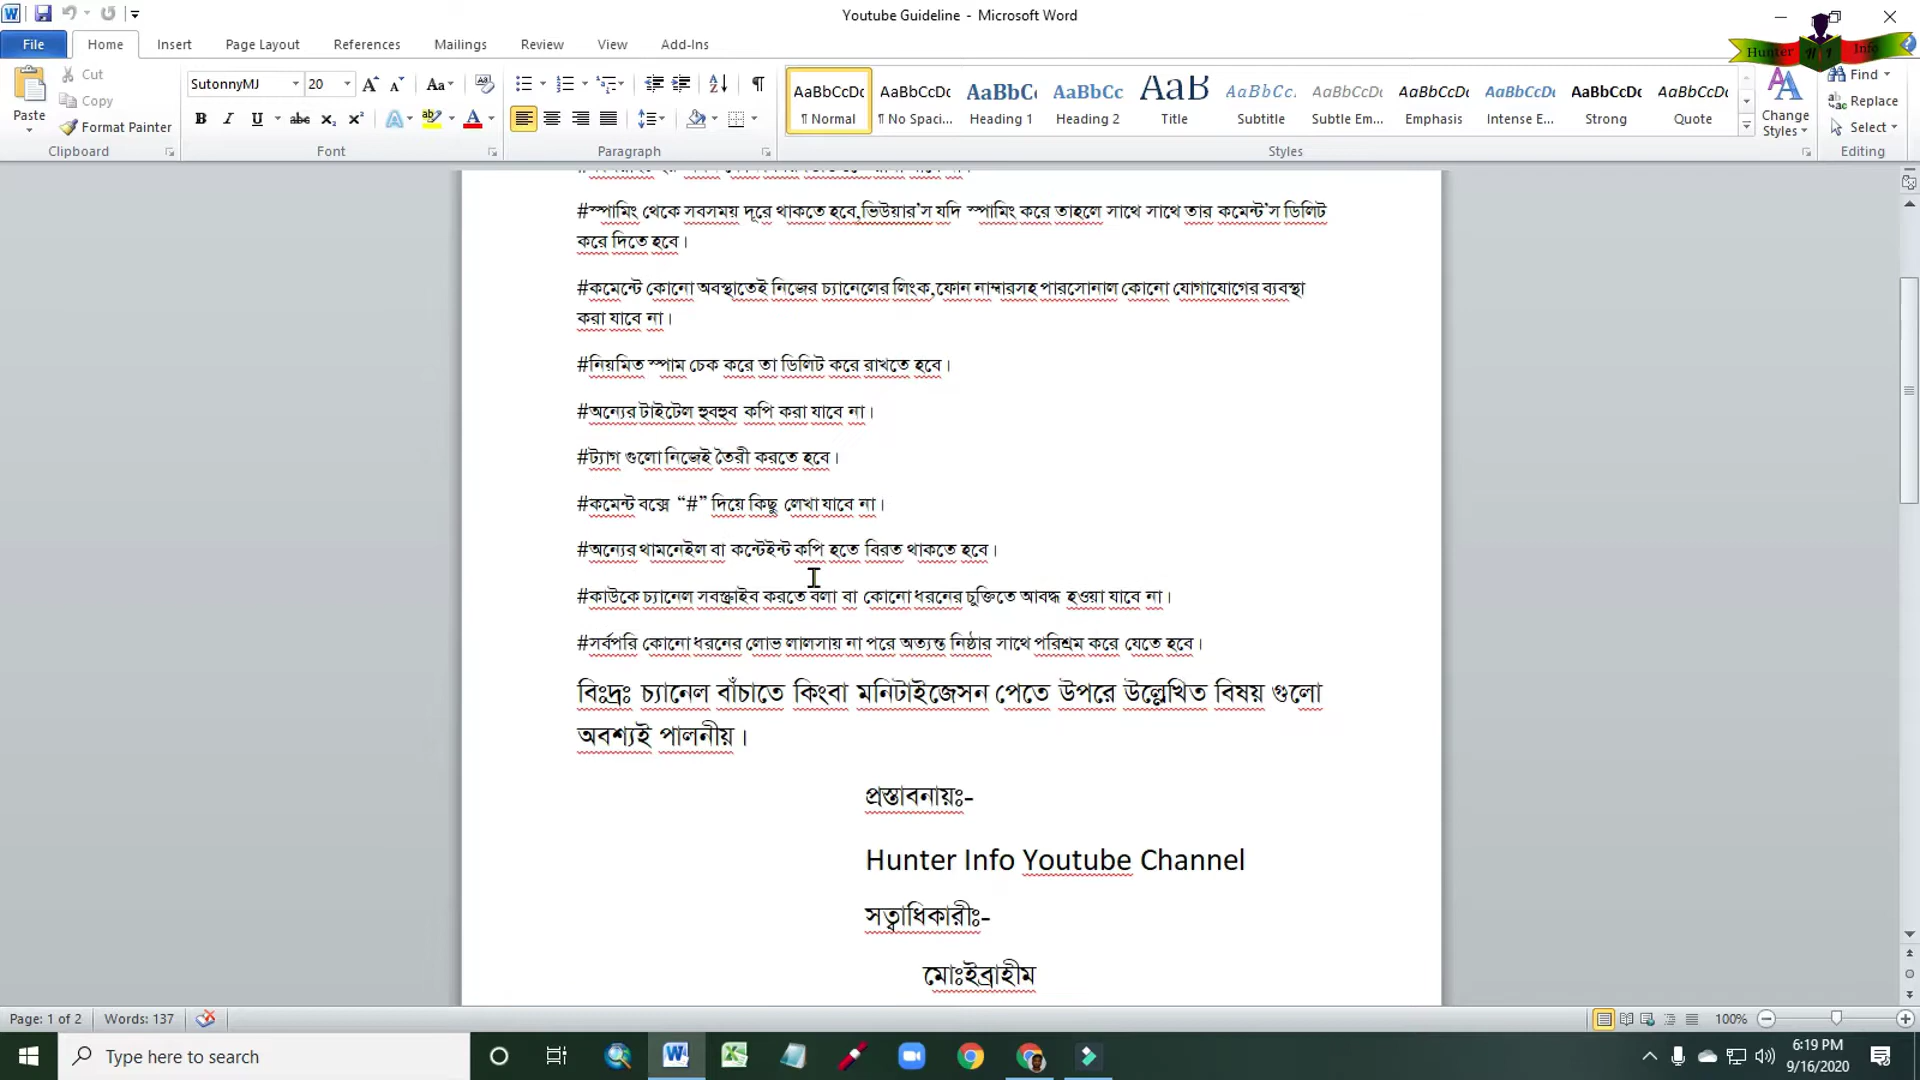 Youtube Guideline - Microsoft Word
Hunter Info
File Home Insert Page Layout References Mailings Review View Add-Ins
Cut
Copy
Format Painter
Paste
Clipboard
SutonnyMJ 20
Font
Paragraph
AaBbCcDc AaBbCcDc AaBbC AaBbCc AaB AaBbCc. AaBbCcDc AaBbCcDc AaBbCcDc AaBbCcDc AaBbCcDc
¶ Normal ¶ No Spaci... Heading 1 Heading 2 Title Subtitle Subtle Em... Emphasis Intense E... Strong Quote
Styles
Change Styles
Find
Replace
Select
Editing
#স্পামিং থেকে সবসময় দূরে থাকতে হবে,ভিউয়ার’স যদি স্পামিং করে তাহলে সাথে সাথে তার কমেন্ট’স ডিলিট
করে দিতে হবে।
#কমেন্টে কোনো অবস্থাতেই নিজের চ্যানেলের লিংক,ফোন নাম্বারসহ পারসোনাল কোনো যোগাযোগের ব্যবস্থা
করা যাবে না।
#নিয়মিত স্পাম চেক করে তা ডিলিট করে রাখতে হবে।
#অন্যের টাইটেল হুবহুব কপি করা যাবে না।
#ট্যাগ গুলো নিজেই তৈরী করতে হবে।
#কমেন্ট বক্সে “#” দিয়ে কিছু লেখা যাবে না।
#অন্যের থামনেইল বা কন্টেইন্ট কপি হতে বিরত থাকতে হবে।
#কাউকে চ্যানেল সবস্ক্রাইব করতে বলা বা কোনো ধরনের চুক্তিতে আবদ্ধ হওয়া যাবে না।
#সর্বপরি কোনো ধরনের লোভ লালসায় না পরে অত্যন্ত নিষ্ঠার সাথে পরিশ্রম করে যেতে হবে।
বিঃদ্রঃ চ্যানেল বাঁচাতে কিংবা মনিটাইজেসন পেতে উপরে উল্লেখিত বিষয় গুলো
অবশ্যই পালনীয়।
প্রস্তাবনায়ঃ-
Hunter Info Youtube Channel
সত্ত্বাধিকারীঃ-
মোঃইব্রাহীম
Page: 1 of 2 Words: 137 100%
Type here to search
6:19 PM
9/16/2020